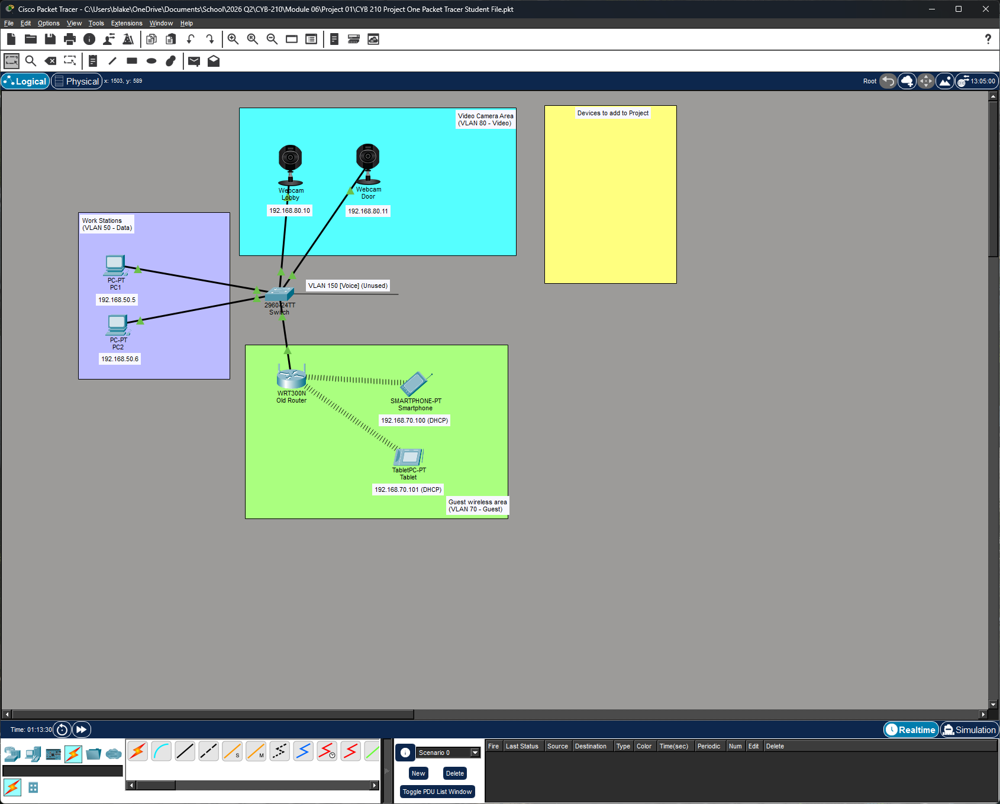 Cisco Packet Tracer - C:\Users\blake\OneDrive\Documents\School\2026 Q2\CYB-210\Module 06\Project 01\CYB 210 Project One Packet Tracer Student File.pkt
File Edit Options View Tools Extensions Window Help
?
Logical Physical x: 1503, y: 589 Root 13:05:00
Devices to add to Project
Video Camera Area
(VLAN 80 - Video)
Webcam
Lobby
192.168.80.10
Webcam
Door
192.168.80.11
Work Stations
(VLAN 50 - Data)
PC-PT
PC1
192.168.50.5
PC-PT
PC2
192.168.50.6
VLAN 150 [Voice] (Unused)
2960-24TT
Switch
WRT300N
Old Router
SMARTPHONE-PT
Smartphone
192.168.70.100 (DHCP)
TabletPC-PT
Tablet
192.168.70.101 (DHCP)
Guest wireless area
(VLAN 70 - Guest)
Time: 01:13:30 Realtime Simulation
S M
Scenario 0
New Delete
Toggle PDU List Window
Fire Last Status Source Destination Type Color Time(sec) Periodic Num Edit Delete